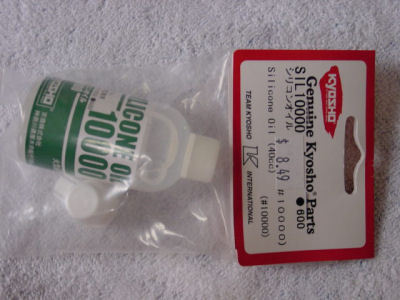 KYOSHO
Genuine Kyosho Parts
SIL10000
●600
シリコンオイル
Silicone Oil (40cc)
(#10000)
$ 8.49
#10000)
TEAM KYOSHO
K
INTERNATIONAL
SILICONE OIL
10000